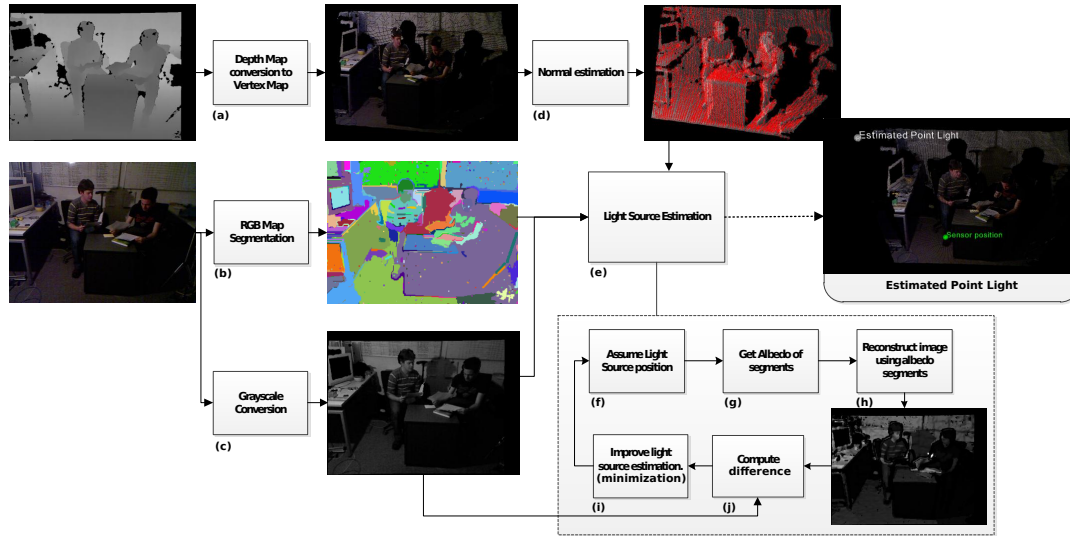 Depth Map
conversion to
Vertex Map
(a)
Normal estimation
(d)
Estimated Point Light
Sensor position
Estimated Point Light
RGB Map
Segmentation
(b)
Light Source Estimation
(e)
Grayscale
Conversion
(c)
Assume Light
Source position
(f)
Get Albedo of
segments
(g)
Reconstruct image
using albedo
segments
(h)
Improve light
source estimation.
(minimization)
(i)
Compute
difference
(j)